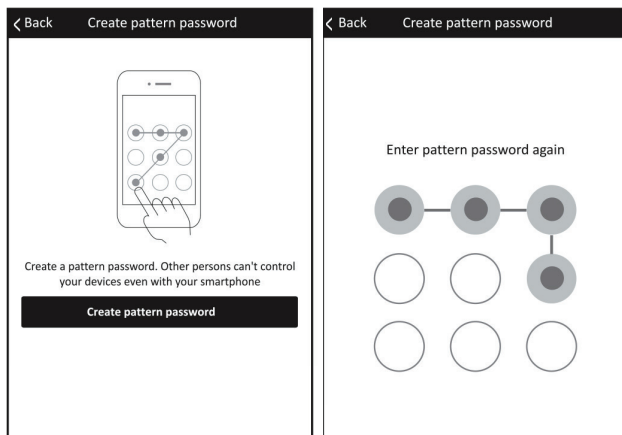 Back
Create pattern password
Create a pattern password. Other persons can't control
your devices even with your smartphone
Create pattern password
Back
Create pattern password
Enter pattern password again